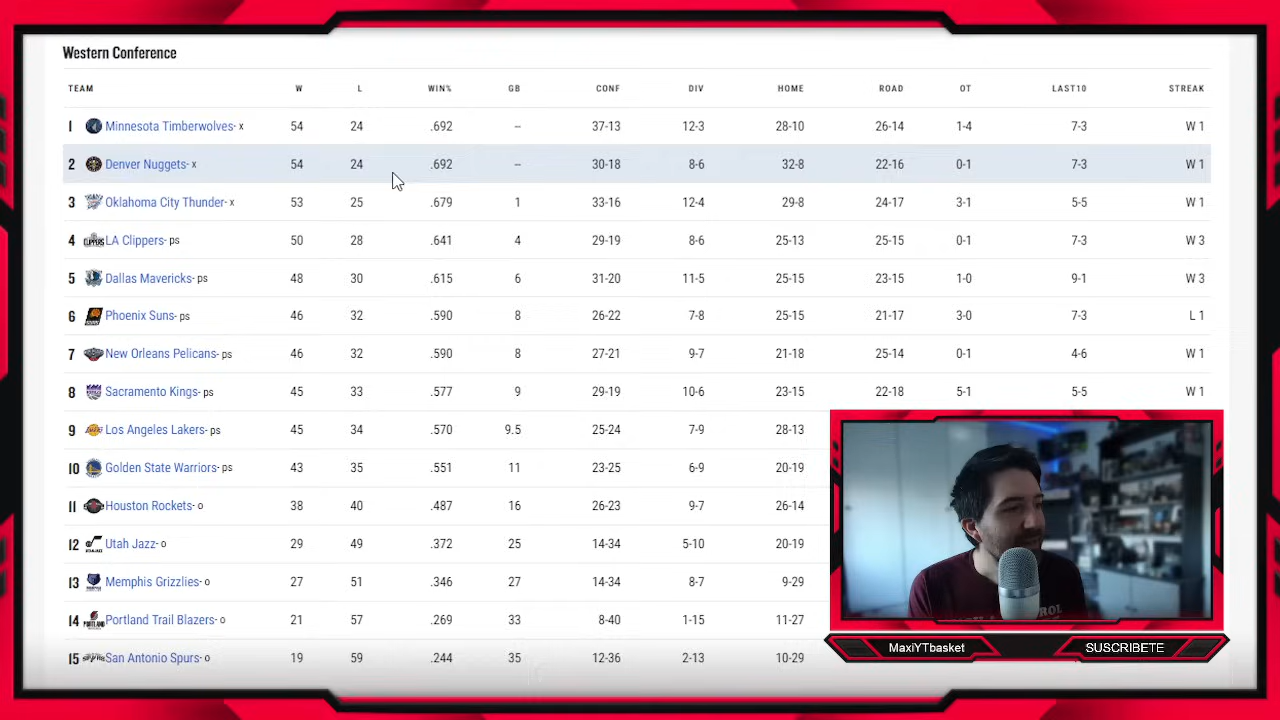 Western Conference
TEAM W L WIN% GB CONF DIV HOME ROAD OT LAST10 STREAK
1 Minnesota Timberwolves- x 54 24 .692 – 37-13 12-3 28-10 26-14 1-4 7-3 W 1
2 Denver Nuggets- x 54 24 .692 – 30-18 8-6 32-8 22-16 0-1 7-3 W 1
3 Oklahoma City Thunder- x 53 25 .679 1 33-16 12-4 29-8 24-17 3-1 5-5 W 1
4 LA Clippers- ps 50 28 .641 4 29-19 8-6 25-13 25-15 0-1 7-3 W 3
5 Dallas Mavericks- ps 48 30 .615 6 31-20 11-5 25-15 23-15 1-0 9-1 W 3
6 Phoenix Suns- ps 46 32 .590 8 26-22 7-8 25-15 21-17 3-0 7-3 L 1
7 New Orleans Pelicans- ps 46 32 .590 8 27-21 9-7 21-18 25-14 0-1 4-6 W 1
8 Sacramento Kings- ps 45 33 .577 9 29-19 10-6 23-15 22-18 5-1 5-5 W 1
9 Los Angeles Lakers- ps 45 34 .570 9.5 25-24 7-9 28-13
10 Golden State Warriors- ps 43 35 .551 11 23-25 6-9 20-19
11 Houston Rockets- o 38 40 .487 16 26-23 9-7 26-14
12 Utah Jazz- o 29 49 .372 25 14-34 5-10 20-19
13 Memphis Grizzlies- o 27 51 .346 27 14-34 8-7 9-29
14 Portland Trail Blazers- o 21 57 .269 33 8-40 1-15 11-27
15 San Antonio Spurs- o 19 59 .244 35 12-36 2-13 10-29
MaxiYTbasket SUSCRIBETE